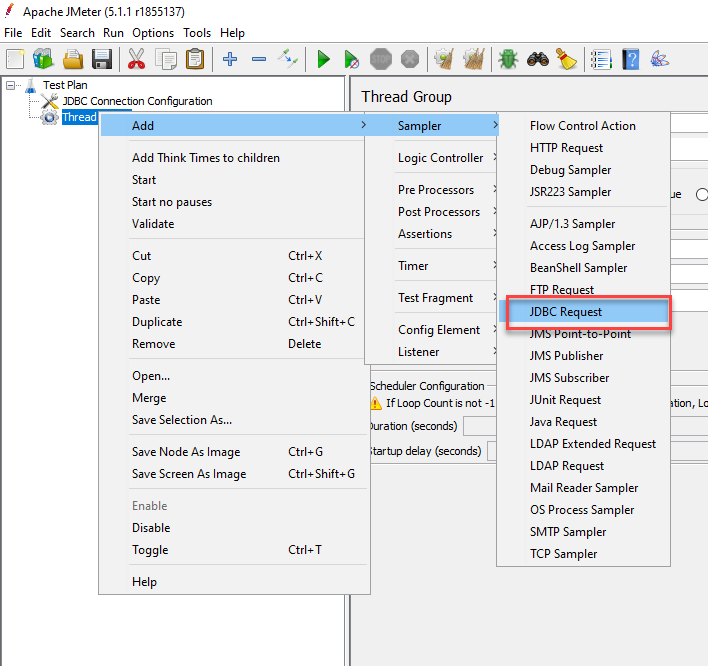 Apache JMeter (5.1.1 r1855137)
File Edit Search Run Options Tools Help
STOP
Test Plan
JDBC Connection Configuration
Thread
Thread Group
Add
Add Think Times to children
Start
Start no pauses
Validate
Cut Ctrl+X
Copy Ctrl+C
Paste Ctrl+V
Duplicate Ctrl+Shift+C
Remove Delete
Open...
Merge
Save Selection As...
Save Node As Image Ctrl+G
Save Screen As Image Ctrl+Shift+G
Enable
Disable
Toggle Ctrl+T
Help
Sampler
Logic Controller
Pre Processors
Post Processors
Assertions
Timer
Test Fragment
Config Element
Listener
Flow Control Action
HTTP Request
Debug Sampler
JSR223 Sampler
AJP/1.3 Sampler
Access Log Sampler
BeanShell Sampler
FTP Request
JDBC Request
JMS Point-to-Point
JMS Publisher
JMS Subscriber
JUnit Request
Java Request
LDAP Extended Request
LDAP Request
Mail Reader Sampler
OS Process Sampler
SMTP Sampler
TCP Sampler
ue
Scheduler Configuration
If Loop Count is not -1 ation, Lo
Duration (seconds)
Startup delay (seconds)